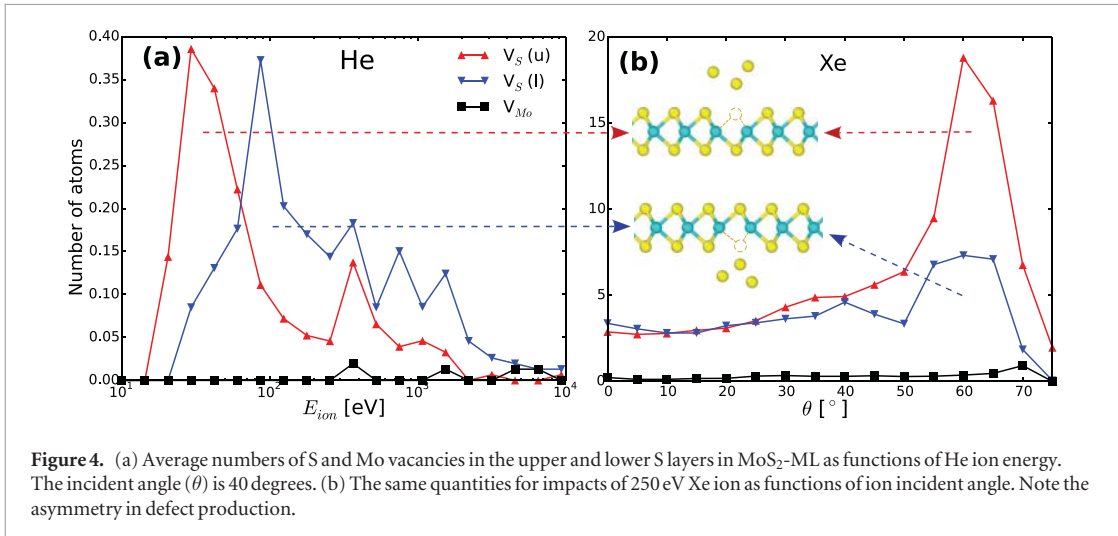 (a)
He
V_S (u)
V_S (l)
V_Mo
0.40
0.35
0.30
0.25
0.20
0.15
0.10
0.05
0.00
Number of atoms
10^1
10^2
10^3
10^4
E_ion [eV]
(b)
Xe
20
15
10
5
0
0 10 20 30 40 50 60 70
θ [°]
Figure 4. (a) Average numbers of S and Mo vacancies in the upper and lower S layers in MoS₂-ML as functions of He ion energy.
The incident angle (θ) is 40 degrees. (b) The same quantities for impacts of 250 eV Xe ion as functions of ion incident angle. Note the
asymmetry in defect production.